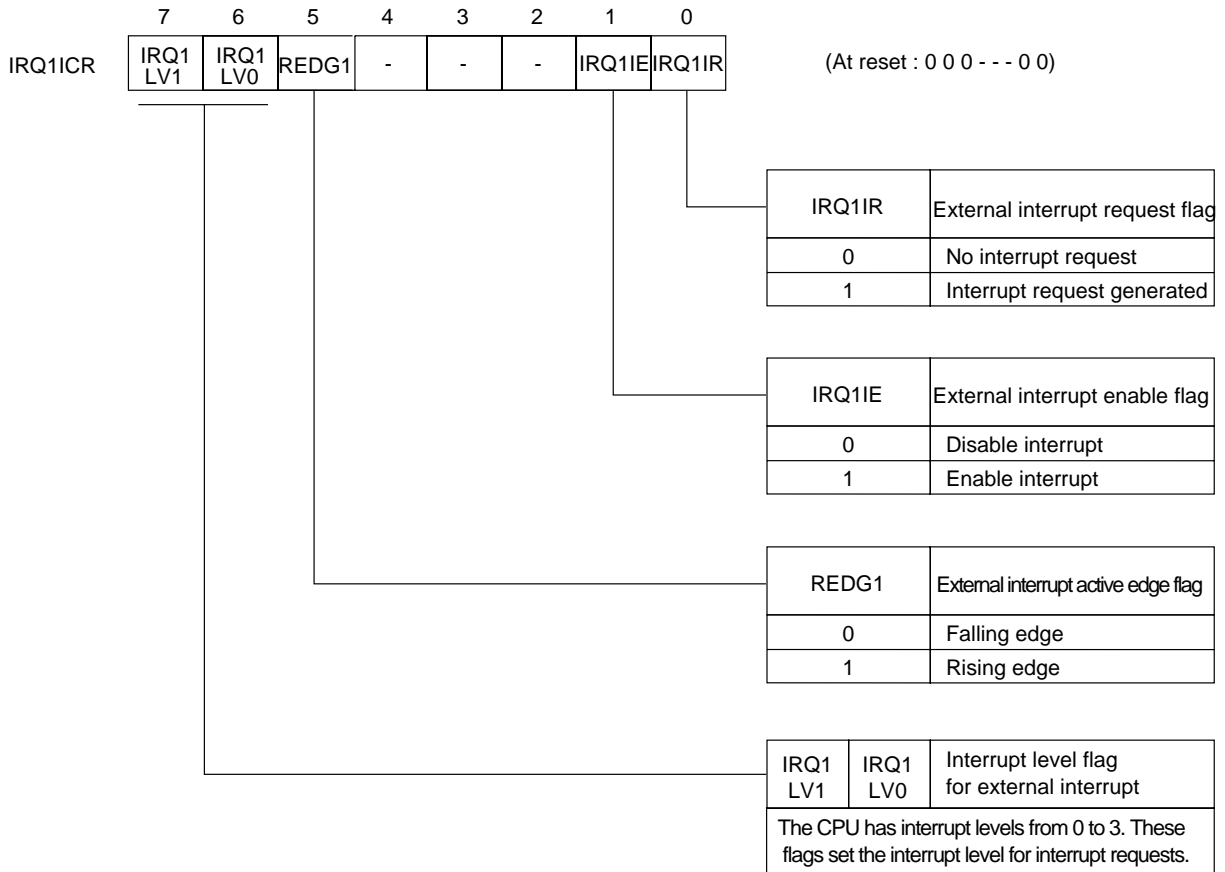 7 6 5 4 3 2 1 0
IRQ1ICR IRQ1 LV1 IRQ1 LV0 REDG1 - - - IRQ1IE IRQ1IR (At reset : 0 0 0 - - - 0 0)
IRQ1IR External interrupt request flag
0 No interrupt request
1 Interrupt request generated
IRQ1IE External interrupt enable flag
0 Disable interrupt
1 Enable interrupt
REDG1 External interrupt active edge flag
0 Falling edge
1 Rising edge
IRQ1 IRQ1 Interrupt level flag
LV1 LV0 for external interrupt
The CPU has interrupt levels from 0 to 3. These
flags set the interrupt level for interrupt requests.